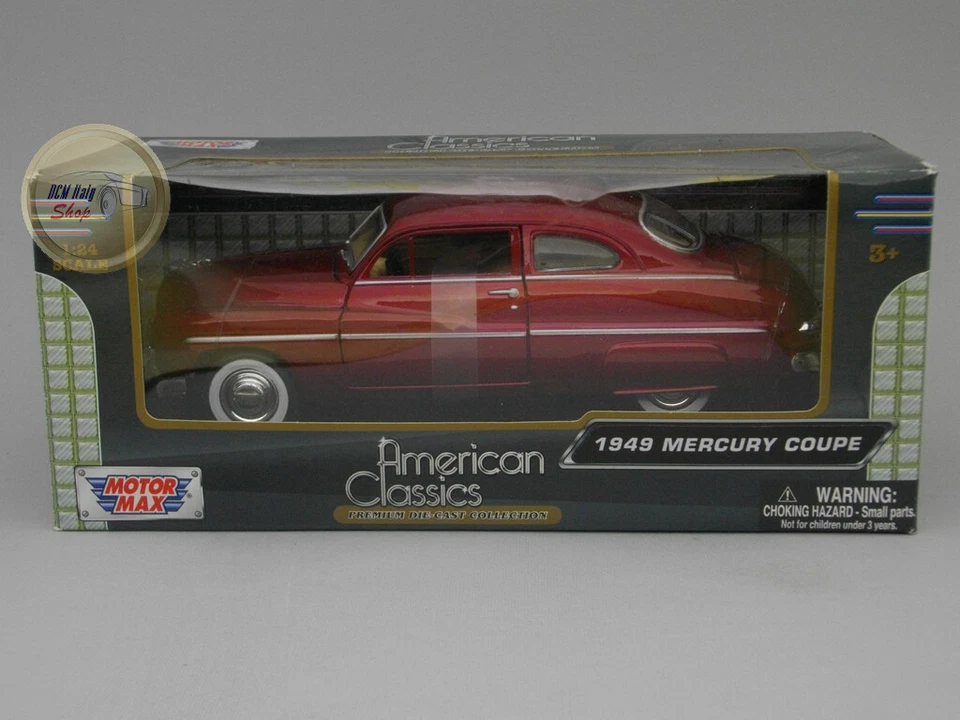 American
Classics
DCM Haig
Shop
1:24
SCALE
3+
1949 MERCURY COUPE
American
Classics
PREMIUM DIE-CAST COLLECTION
MOTOR
MAX
WARNING:
CHOKING HAZARD - Small parts.
Not for children under 3 years.